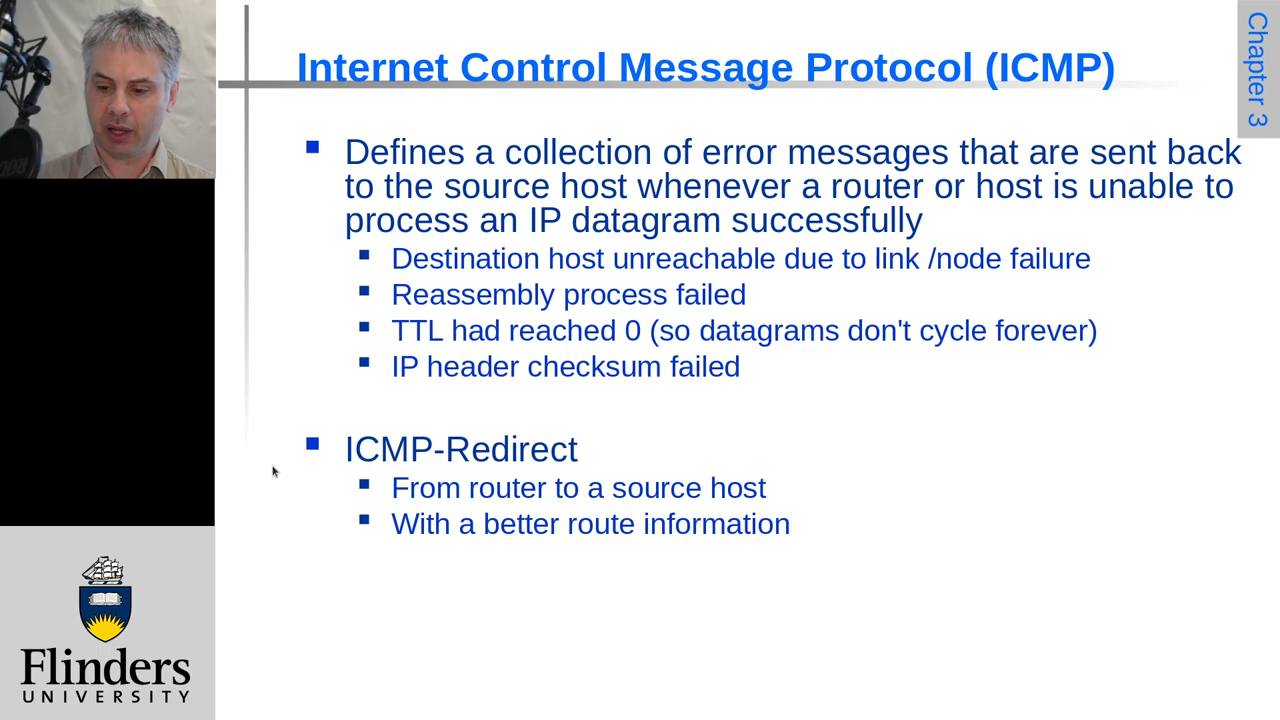 Internet Control Message Protocol (ICMP)
Chapter 3
Defines a collection of error messages that are sent back
to the source host whenever a router or host is unable to
process an IP datagram successfully
Destination host unreachable due to link /node failure
Reassembly process failed
TTL had reached 0 (so datagrams don't cycle forever)
IP header checksum failed
ICMP-Redirect
From router to a source host
With a better route information
Flinders
UNIVERSITY